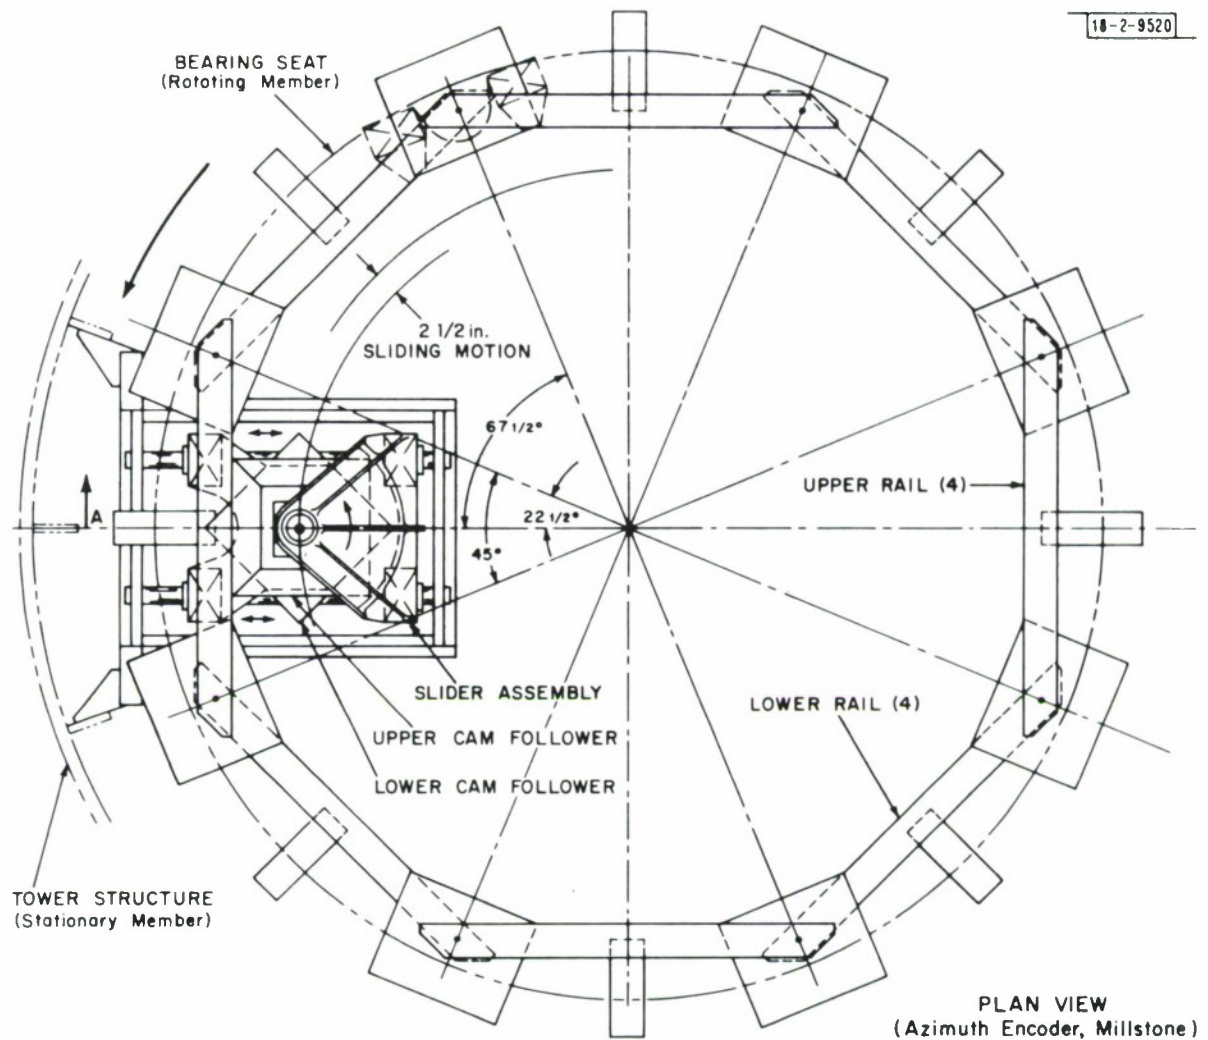 18-2-9520
BEARING SEAT
(Rototing Member)
2 1/2 in.
SLIDING MOTION
67 1/2°
UPPER RAIL (4)
A
22 1/2°
45°
SLIDER ASSEMBLY
LOWER RAIL (4)
UPPER CAM FOLLOWER
LOWER CAM FOLLOWER
TOWER STRUCTURE
(Stationary Member)
PLAN VIEW
(Azimuth Encoder, Millstone)